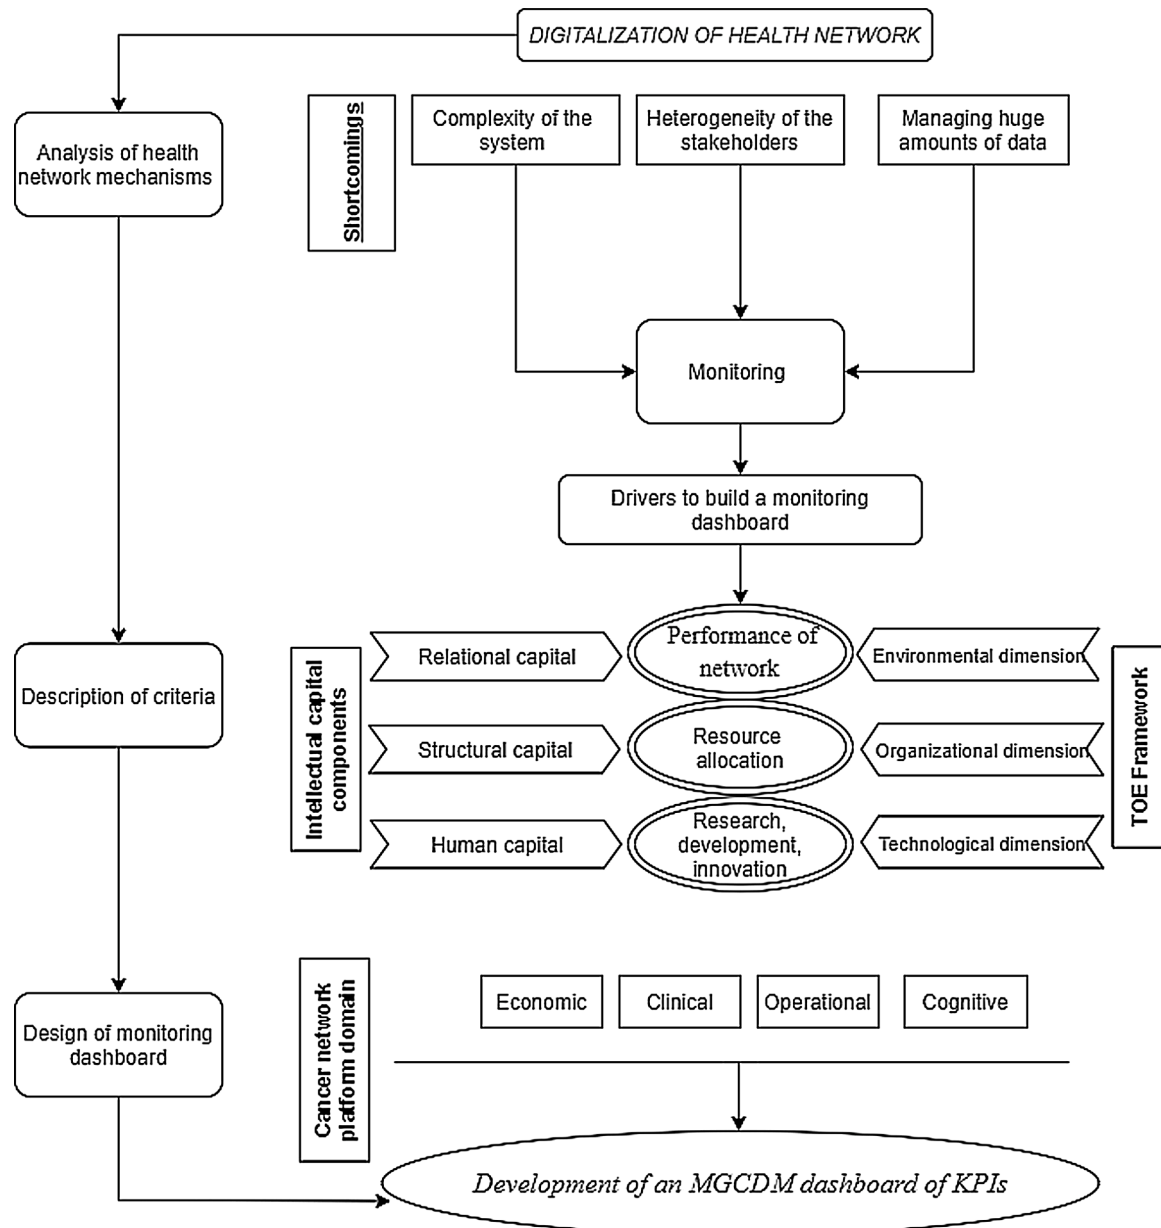 DIGITALIZATION OF HEALTH NETWORK
Analysis of health
network mechanisms
Shortcomings
Complexity of the
system
Heterogeneity of the
stakeholders
Managing huge
amounts of data
Monitoring
Drivers to build a monitoring
dashboard
Description of criteria
Intellectual capital
components
Relational capital
Structural capital
Human capital
Performance of
network
Resource
allocation
Research,
development,
innovation
Environmental dimension
Organizational dimension
Technological dimension
TOE Framework
Design of monitoring
dashboard
Cancer network
platform domain
Economic
Clinical
Operational
Cognitive
Development of an MGCDM dashboard of KPIs